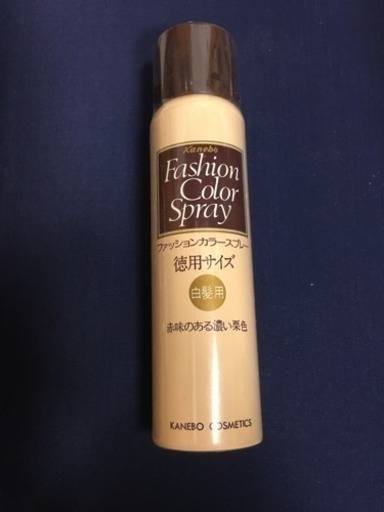 Kanebo
Fashion
Color
Spray
ファッションカラースプレー
徳用サイズ
白髪用
赤味のある濃い栗色
KANEBO COSMETICS